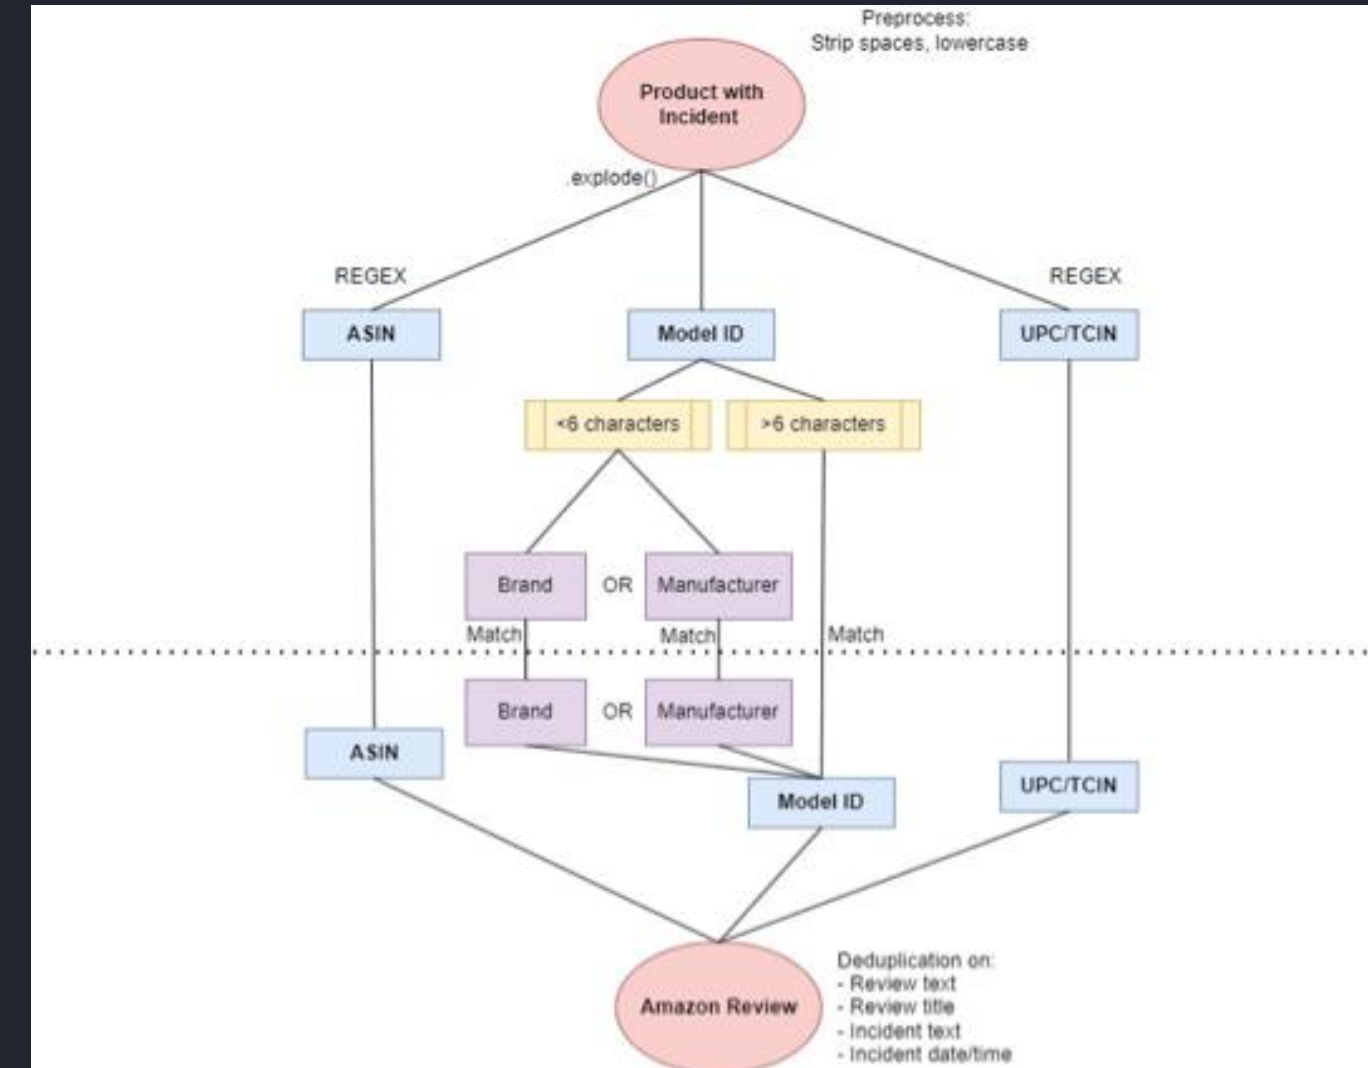 Preprocess:
Strip spaces, lowercase
Product with
Incident
.explode()
REGEX
REGEX
ASIN
Model ID
UPC/TCIN
<6 characters
>6 characters
Brand
OR
Manufacturer
Match
Match
Match
Brand
OR
Manufacturer
ASIN
Model ID
UPC/TCIN
Amazon Review
Deduplication on:
- Review text
- Review title
- Incident text
- Incident date/time